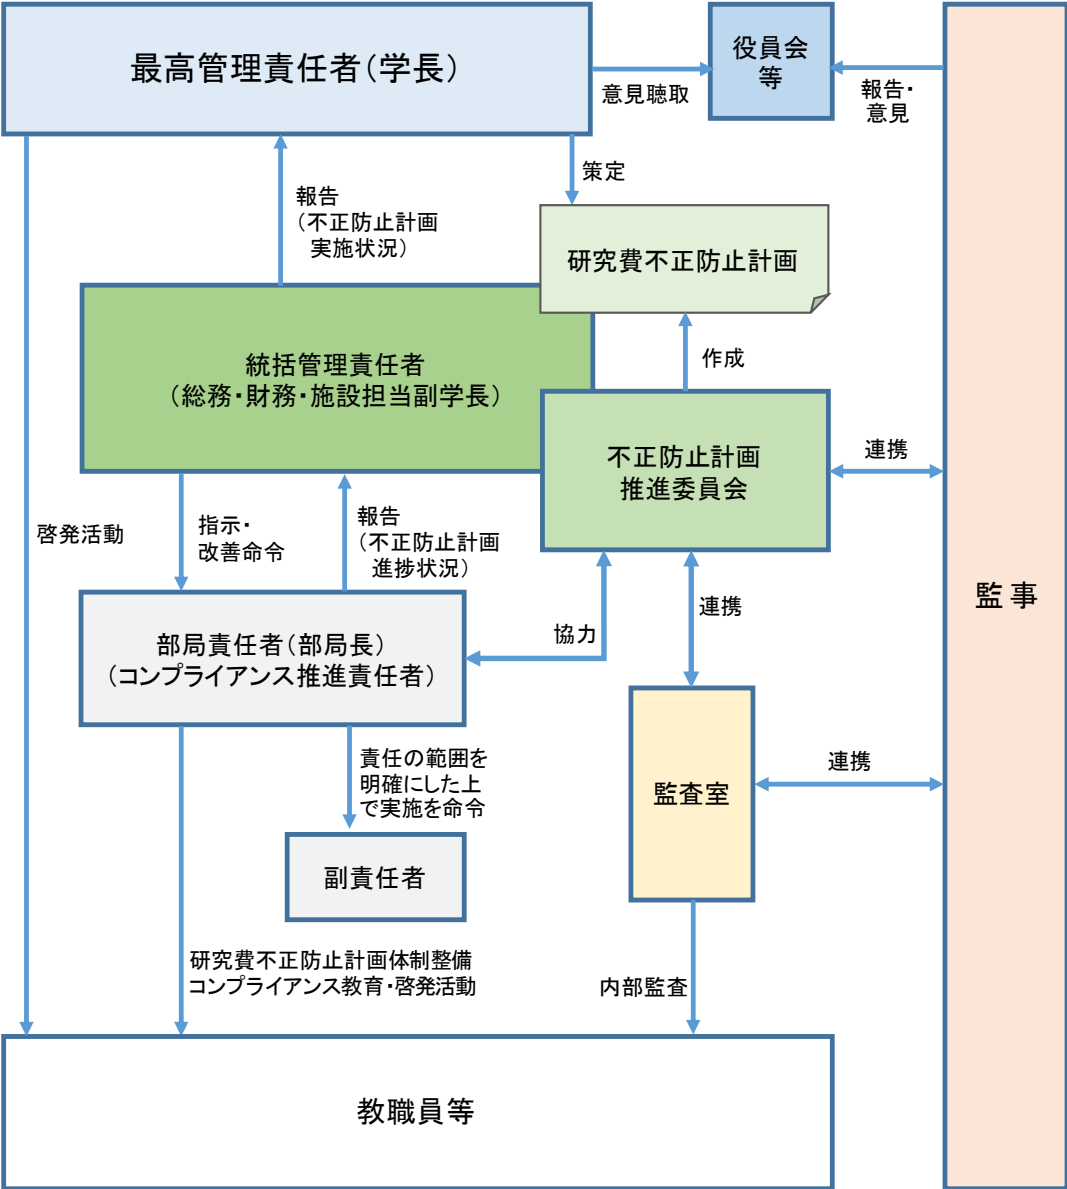 最高管理責任者(学長)
役員会
等
意見聴取
報告・
意見
策定
報告
(不正防止計画
実施状況)
研究費不正防止計画
統括管理責任者
(総務・財務・施設担当副学長)
作成
不正防止計画
推進委員会
連携
啓発活動
指示・
改善命令
報告
(不正防止計画
進捗状況)
監事
部局責任者(部局長)
(コンプライアンス推進責任者)
協力
連携
責任の範囲を
明確にした上
で実施を命令
監査室
連携
副責任者
研究費不正防止計画体制整備
コンプライアンス教育・啓発活動
内部監査
教職員等